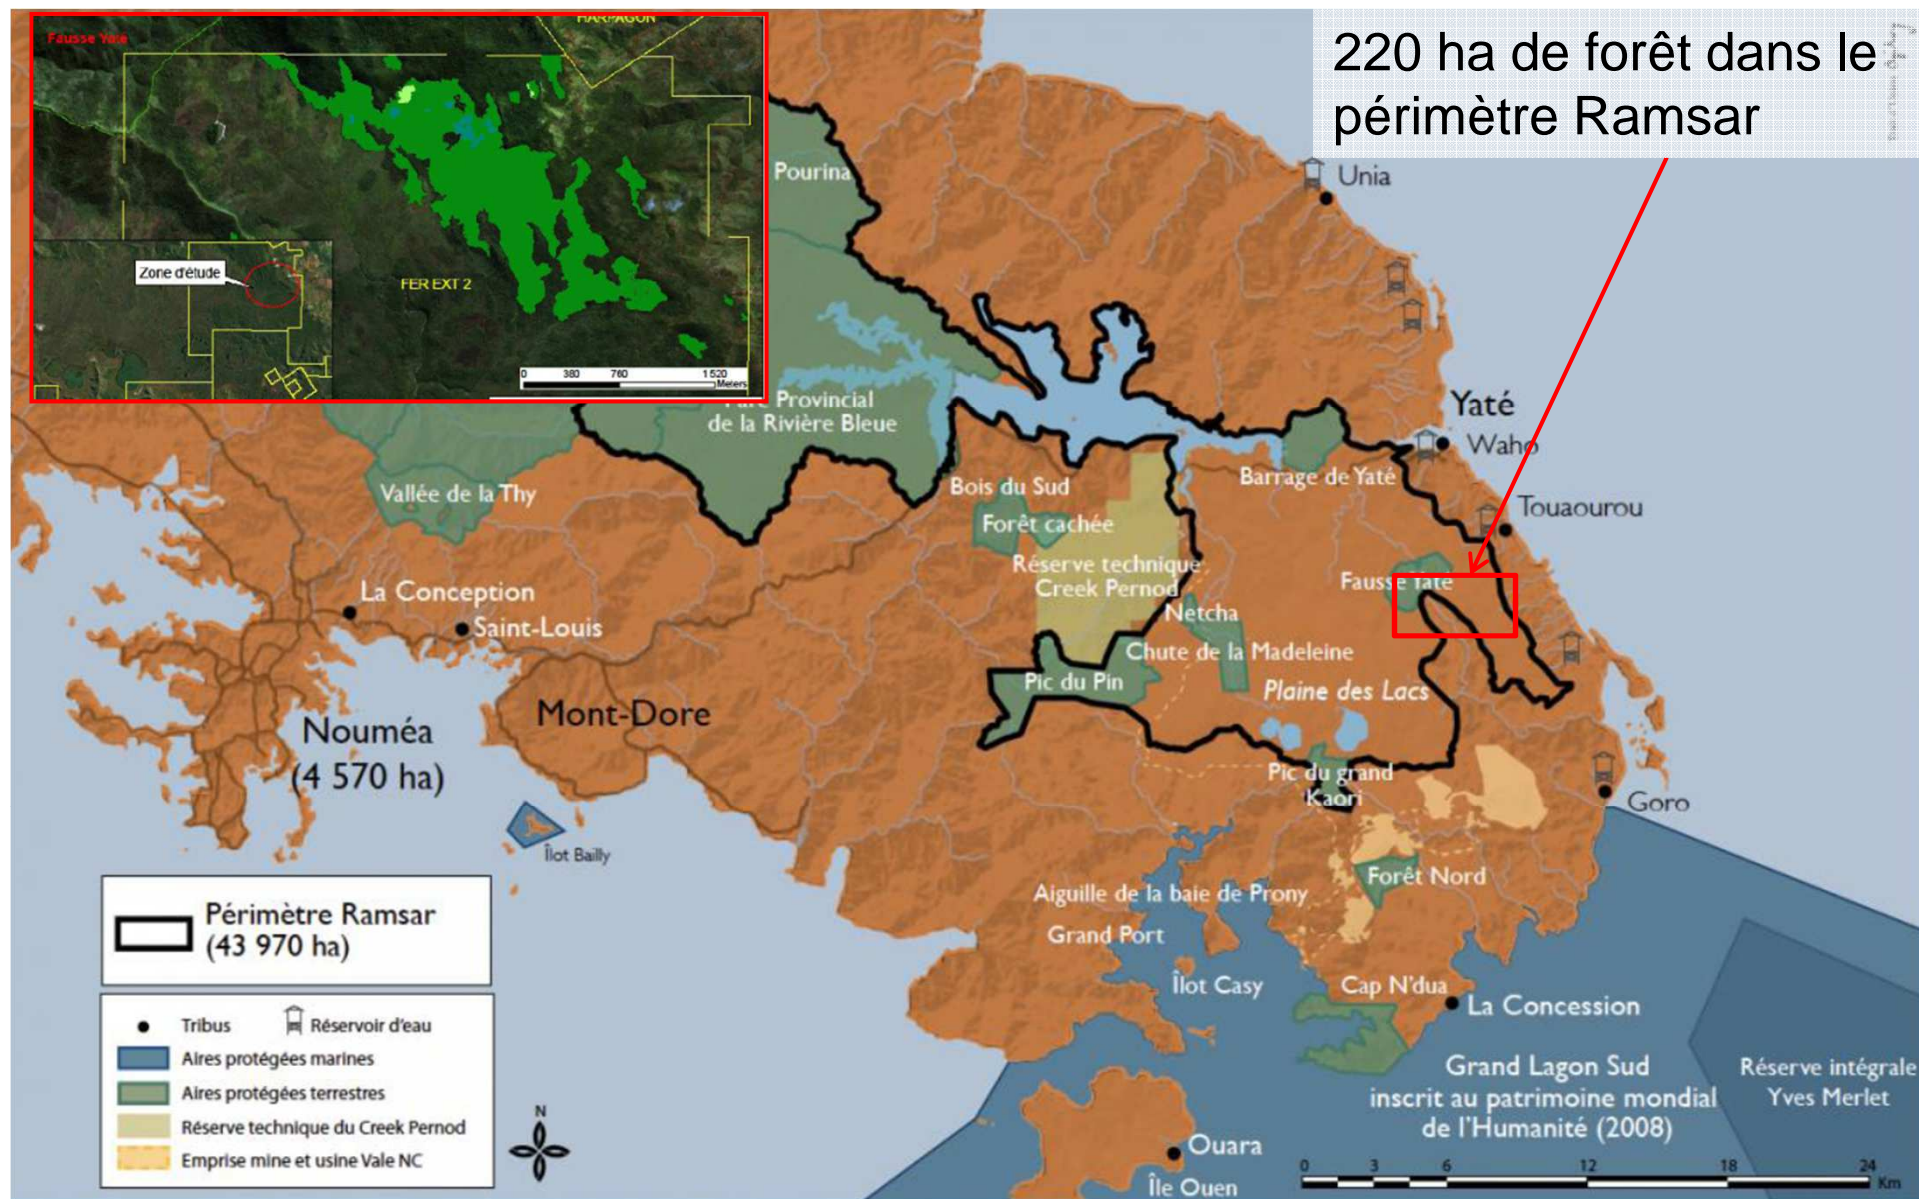 220 ha de forêt dans le
périmètre Ramsar
Fausse Yate
HARPAGON
Zone d'étude
FER EXT 2
0 380 760 1 520
Meters
Pourina
Unia
Parc Provincial
de la Rivière Bleue
Yaté
Waho
Vallée de la Thy
Bois du Sud
Barrage de Yaté
Forêt cachée
Touaourou
Réserve technique
Creek Pernod
Fausse Yaté
La Conception
Netcha
Saint-Louis
Chute de la Madeleine
Pic du Pin
Plaine des Lacs
Mont-Dore
Nouméa
(4 570 ha)
Pic du grand
Kaori
Goro
Îlot Bailly
Forêt Nord
Aiguille de la baie de Prony
Grand Port
Îlot Casy
Cap N'dua
La Concession
Grand Lagon Sud
inscrit au patrimoine mondial
de l'Humanité (2008)
Réserve intégrale
Yves Merlet
Ouara
Île Ouen
Périmètre Ramsar
(43 970 ha)
Tribus
Réservoir d'eau
Aires protégées marines
Aires protégées terrestres
Réserve technique du Creek Pernod
Emprise mine et usine Vale NC
N
0 3 6 12 18 24
Km